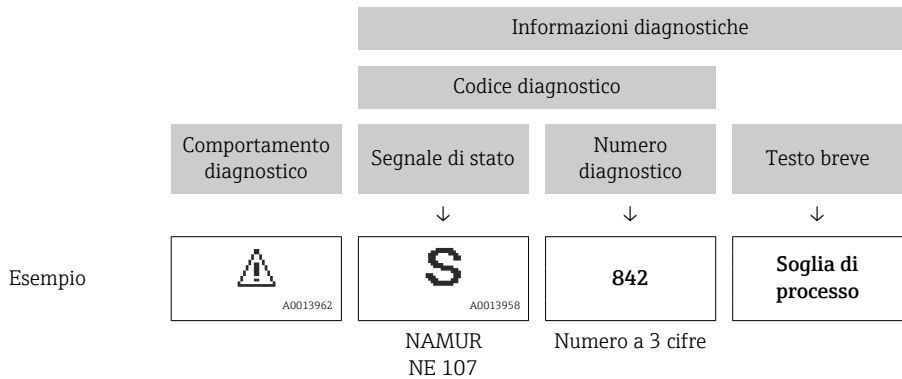 Informazioni diagnostiche
Codice diagnostico
Comportamento
diagnostico
Segnale di stato
Numero
diagnostico
Testo breve
↓ ↓ ↓
Esempio
A0013962
S
A0013958
842
Soglia di
processo
NAMUR
NE 107
Numero a 3 cifre